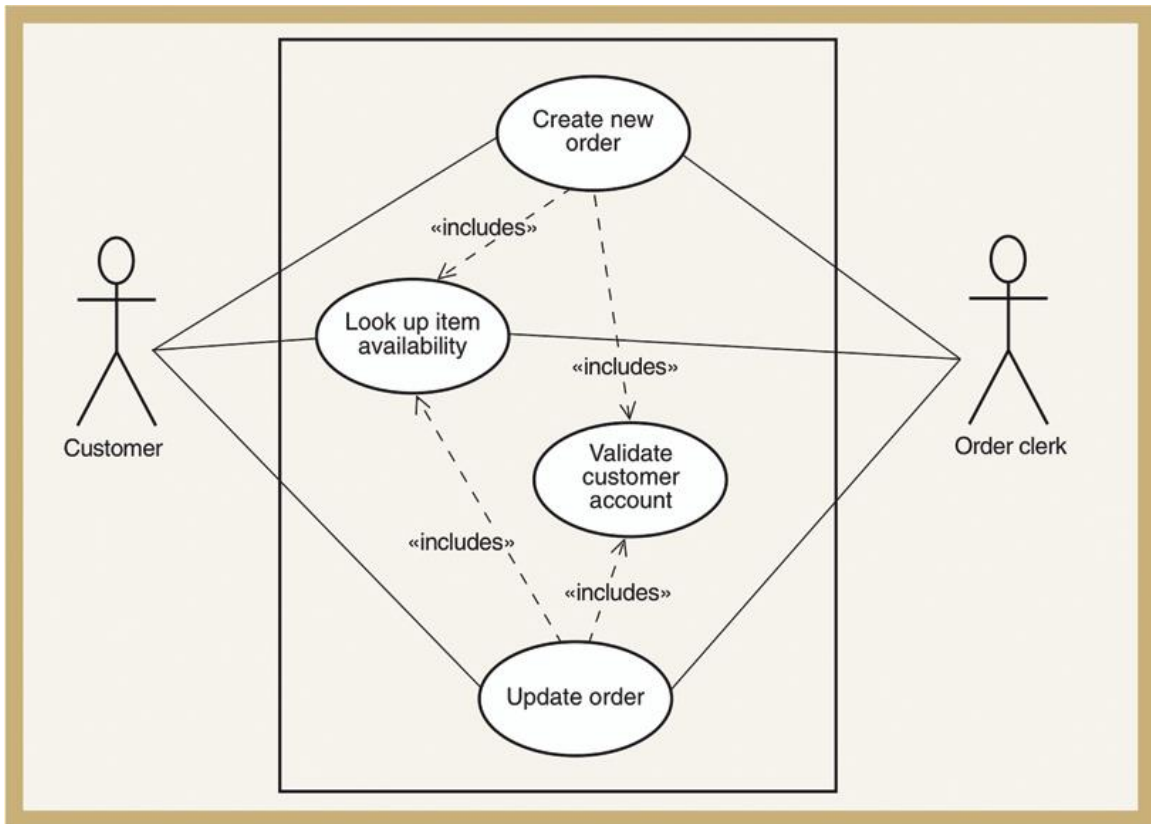 Create new
order
«includes»
Look up item
availability
«includes»
Customer
Order clerk
Validate
customer
account
«includes»
«includes»
Update order